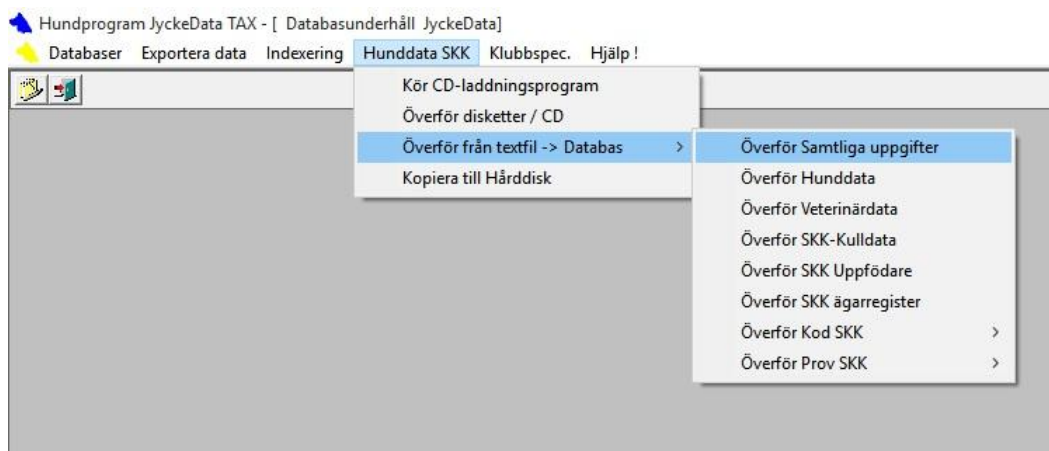 Hundprogram JyckeData TAX - [ Databasunderhåll JyckeData]
Databaser Exportera data Indexering Hunddata SKK Klubbspec. Hjälp !
Kör CD-laddningsprogram
Överför disketter / CD
Överför från textfil -> Databas >
Kopiera till Hårddisk
Överför Samtliga uppgifter
Överför Hunddata
Överför Veterinärdata
Överför SKK-Kulldata
Överför SKK Uppfödare
Överför SKK ägarregister
Överför Kod SKK >
Överför Prov SKK >